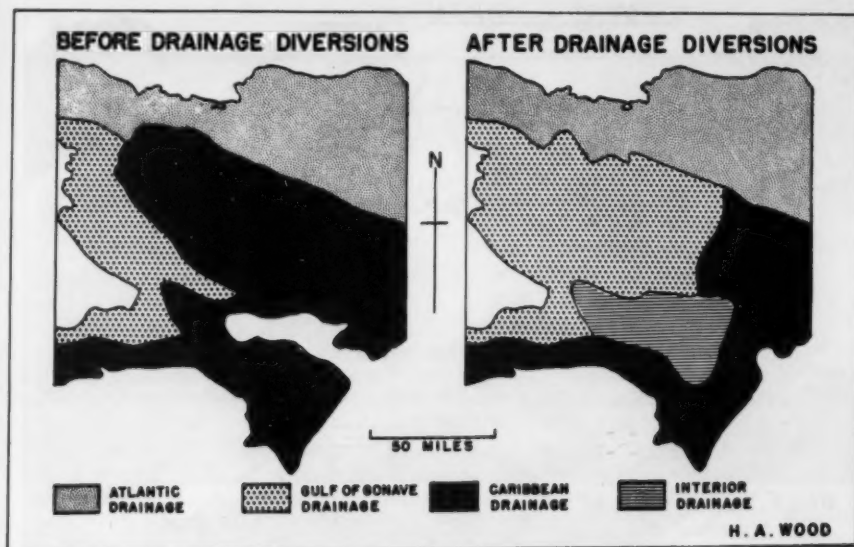 BEFORE DRAINAGE DIVERSIONS
AFTER DRAINAGE DIVERSIONS
N
50 MILES
ATLANTIC
DRAINAGE
GULF OF GONAVE
DRAINAGE
CARIBBEAN
DRAINAGE
INTERIOR
DRAINAGE
H. A. WOOD